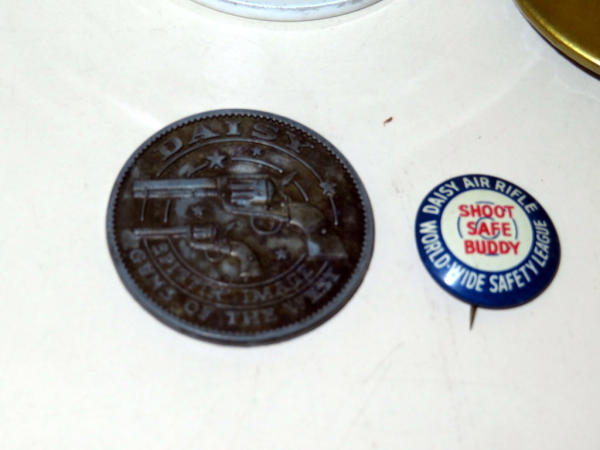 DAISY
SPITTIN' IMAGE
GUNS OF THE WEST
DAISY AIR RIFLE
SHOOT
SAFE
BUDDY
WORLD-WIDE SAFETY LEAGUE